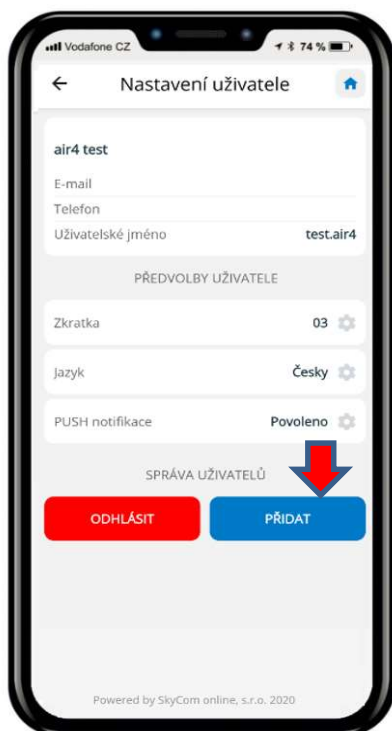 Vodafone CZ 74 %
Nastavení uživatele
air4 test
E-mail
Telefon
Uživatelské jméno test.air4
PŘEDVOLBY UŽIVATELE
Zkratka 03
Jazyk Česky
PUSH notifikace Povoleno
SPRÁVA UŽIVATELŮ
ODHLÁSIT PŘIDAT
Powered by SkyCom online, s.r.o. 2020